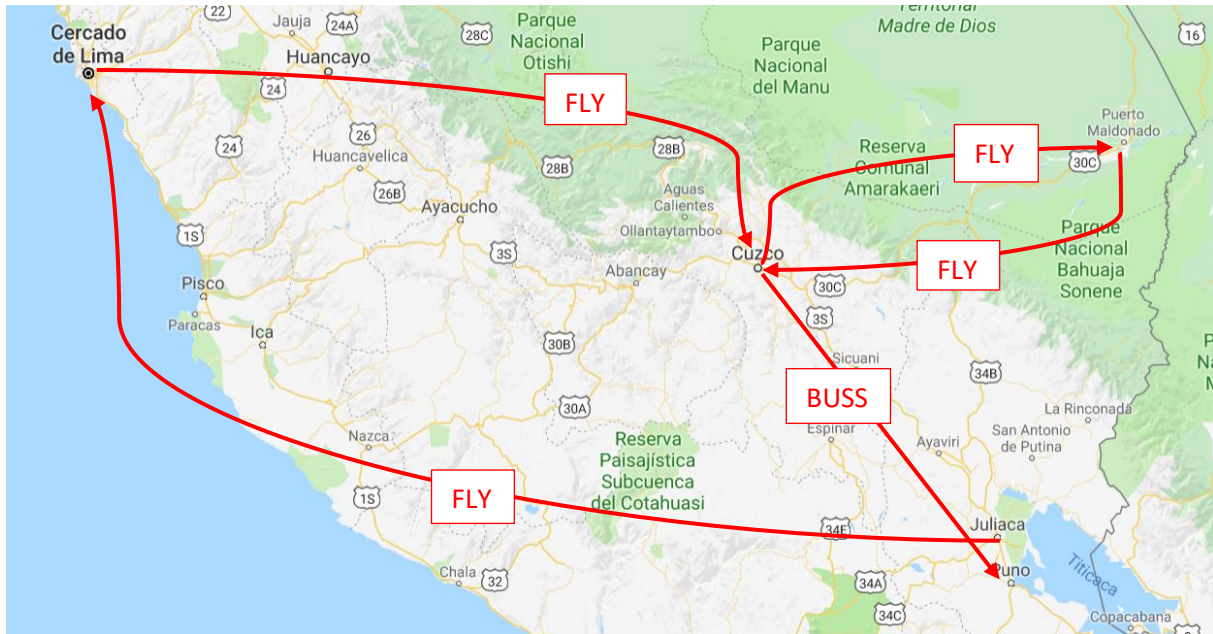 Cercado
de Lima
22
Jauja
24A
28C
Parque
Nacional
Otishi
Territorial
Madre de Dios
16
Huancayo
24
Parque
Nacional
del Manu
FLY
24
26
Huancavelica
28B
28B
Reserva
Comunal
Amarakaeri
FLY
Puerto
Maldonado
30C
26B
Ayacucho
Aguas
Calientes
Ollantaytambo
1S
3S
Cuzco
Parque
Nacional
Bahuaja
Sonene
FLY
Abancay
30C
Pisco
Paracas
Ica
3S
30B
Sicuani
34B
BUSS
30A
La Rinconada
Espinar
San Antonio
de Putina
Nazca
Reserva
Paisajística
Subcuenca
del Cotahuasi
Ayaviri
FLY
1S
34E
Juliaca
Chala
32
34A
Puno
Titicaca
34C
Copacabana